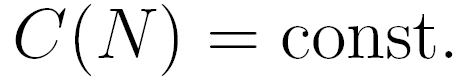 C(N) = const.